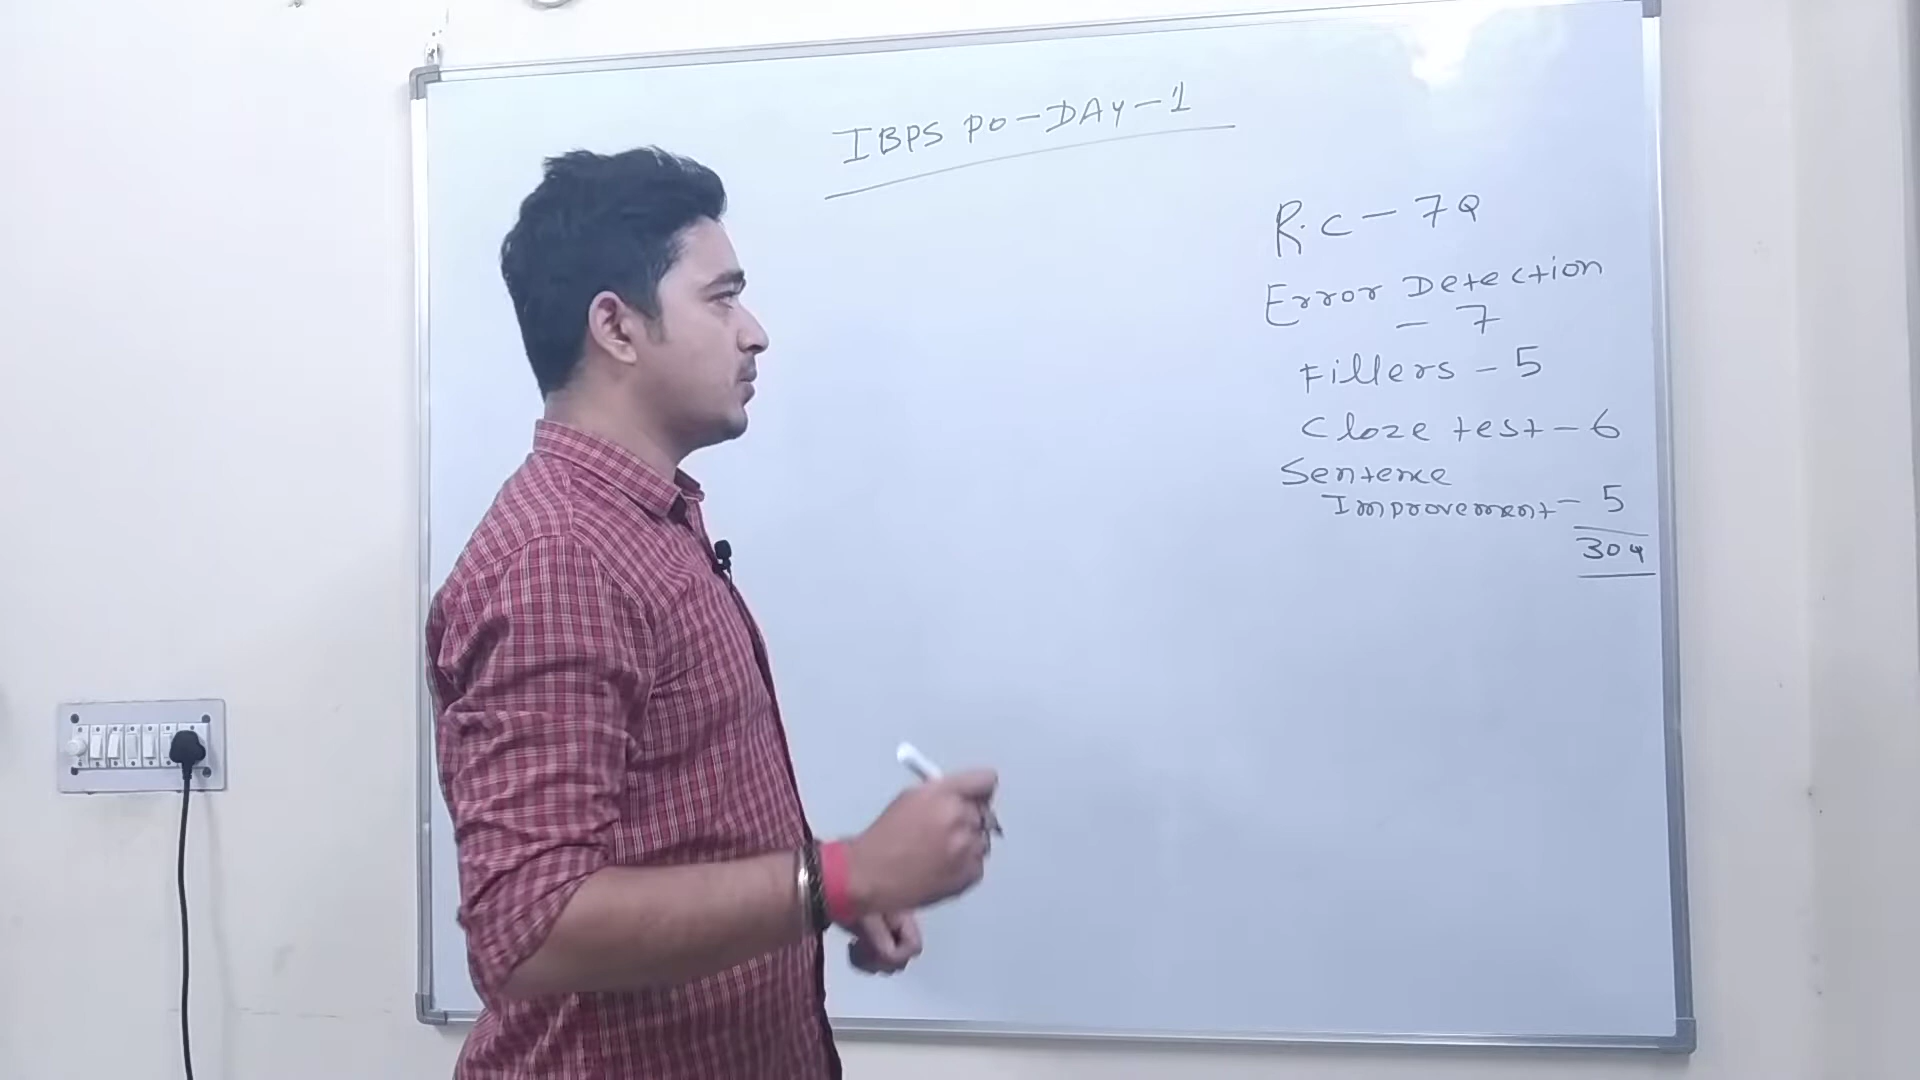 IBPS PO-DAY-1
R.C - 7Q
Error Detection
- 7
Fillers - 5
Cloze test - 6
Sentence
Improvement - 5
30Q